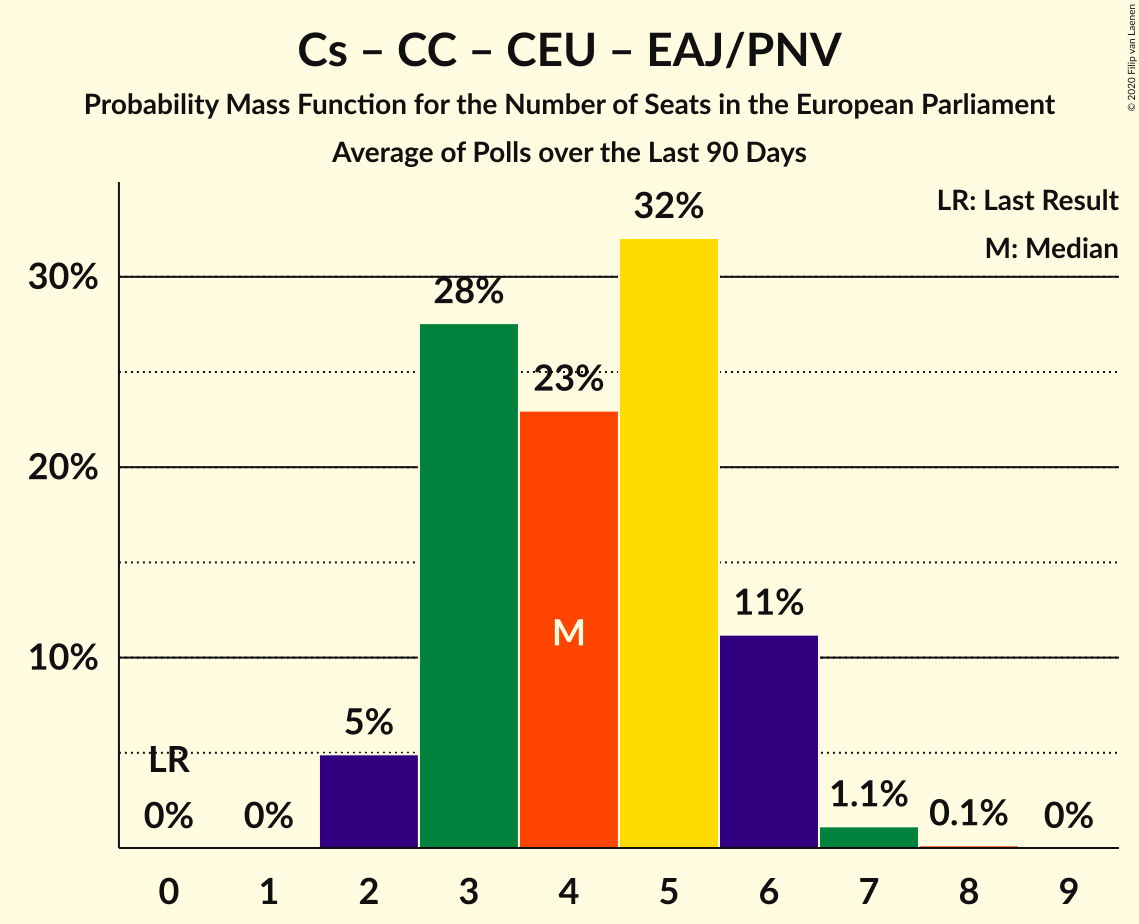 Cs – CC – CEU – EAJ/PNV
Probability Mass Function for the Number of Seats in the European Parliament
Average of Polls over the Last 90 Days
© 2020 Filip van Laenen
LR: Last Result
M: Median
32%
30%
28%
23%
20%
11%
M
10%
5%
LR
1.1%
0%
0%
0.1%
0%
0 1 2 3 4 5 6 7 8 9